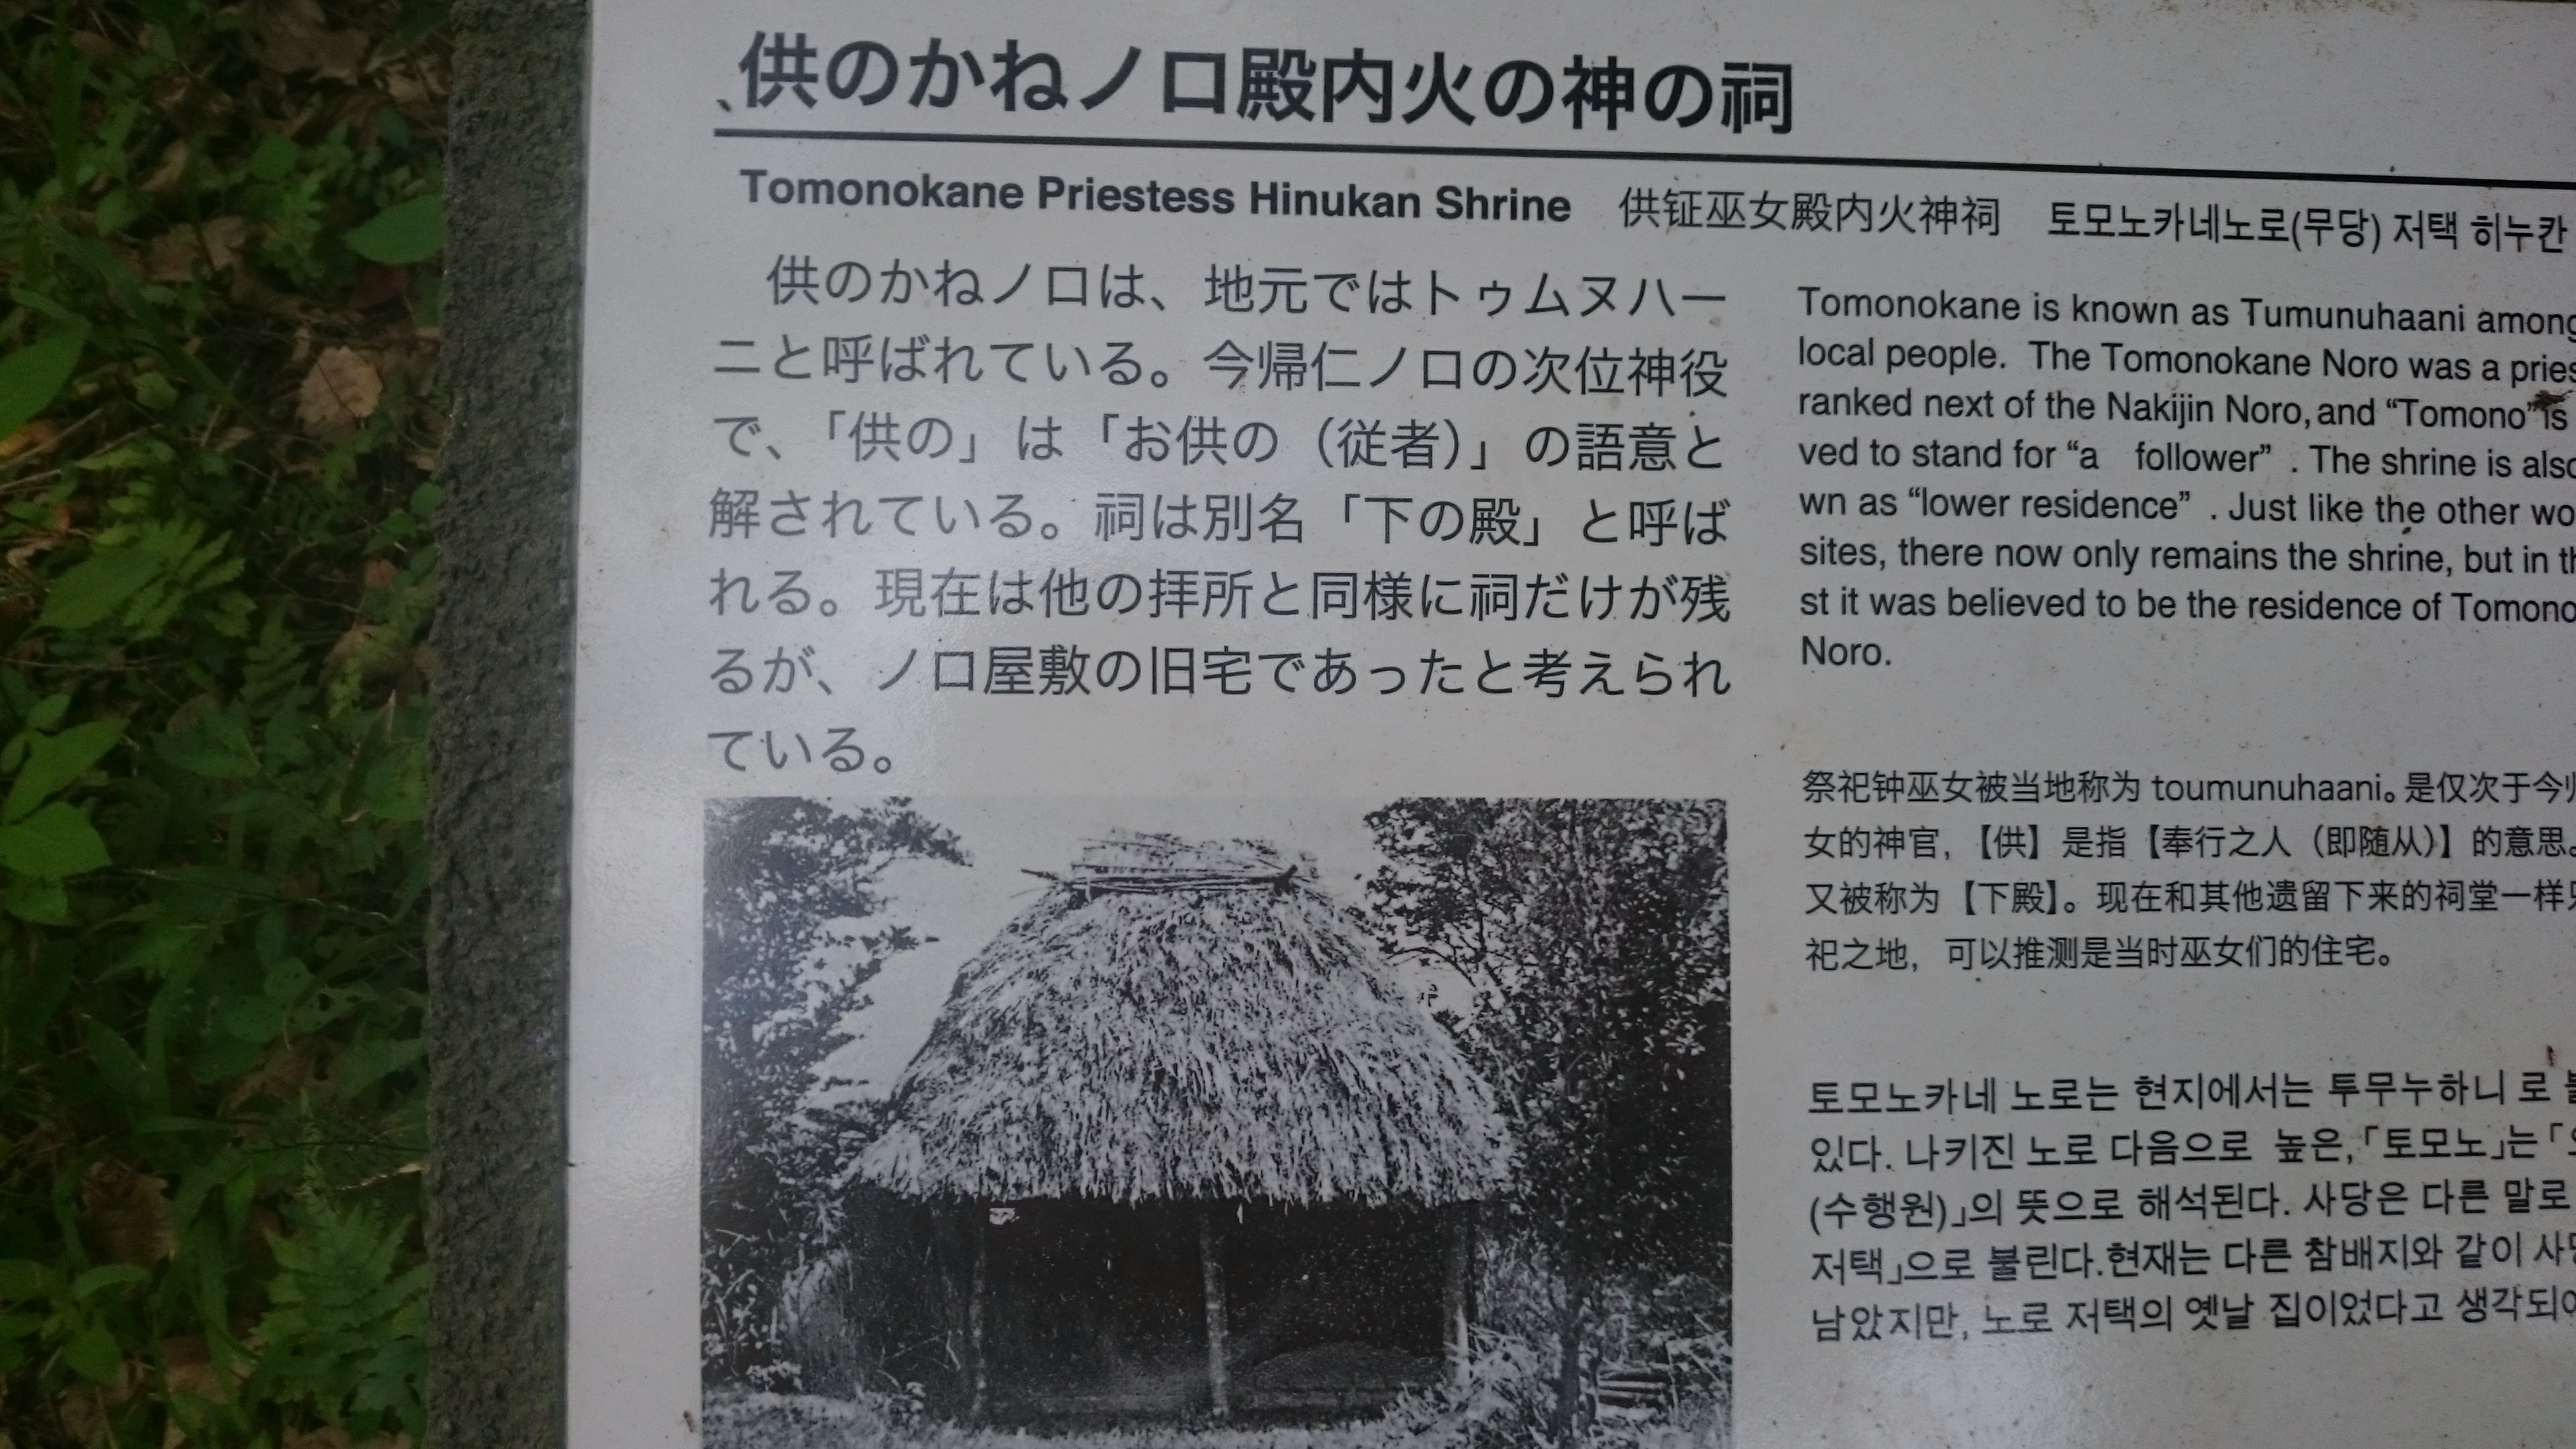 供のかねノロ殿内火の神の祠
Tomonokane Priestess Hinukan Shrine 供钲巫女殿内火神祠 토모노카네노로(무당) 저택 히누칸
供のかねノロは、地元ではトゥムヌハー
ニと呼ばれている。今帰仁ノロの次位神役
で、「供の」は「お供の（従者）」の語意と
解されている。祠は別名「下の殿」と呼ば
れる。現在は他の拝所と同様に祠だけが残
るが、ノロ屋敷の旧宅であったと考えられ
ている。
Tomonokane is known as Tumunuhaani among
local people. The Tomonokane Noro was a
ranked next of the Nakijin Noro, and “Tomono” is
ved to stand for “a follower” . The shrine is also
wn as “lower residence” . Just like the other
sites, there now only remains the shrine, but in
st it was believed to be the residence of
Noro.
祭祀钟巫女被当地称为 toumunuhaani。是仅次于今
女的神官,【供】是指【奉行之人（即随从）】的意思。
又被称为【下殿】。现在和其他遗留下来的祠堂一样
祀之地，可以推测是当时巫女们的住宅。
토모노카네 노로는 현지에서는 투무누하니 로
있다. 나키진 노로 다음으로 높은,「토모노」는「
(수행원)」의 뜻으로 해석된다. 사당은 다른 말로
저택」으로 불린다.현재는 다른 참배지와 같이
남았지만, 노로 저택의 옛날 집이었다고